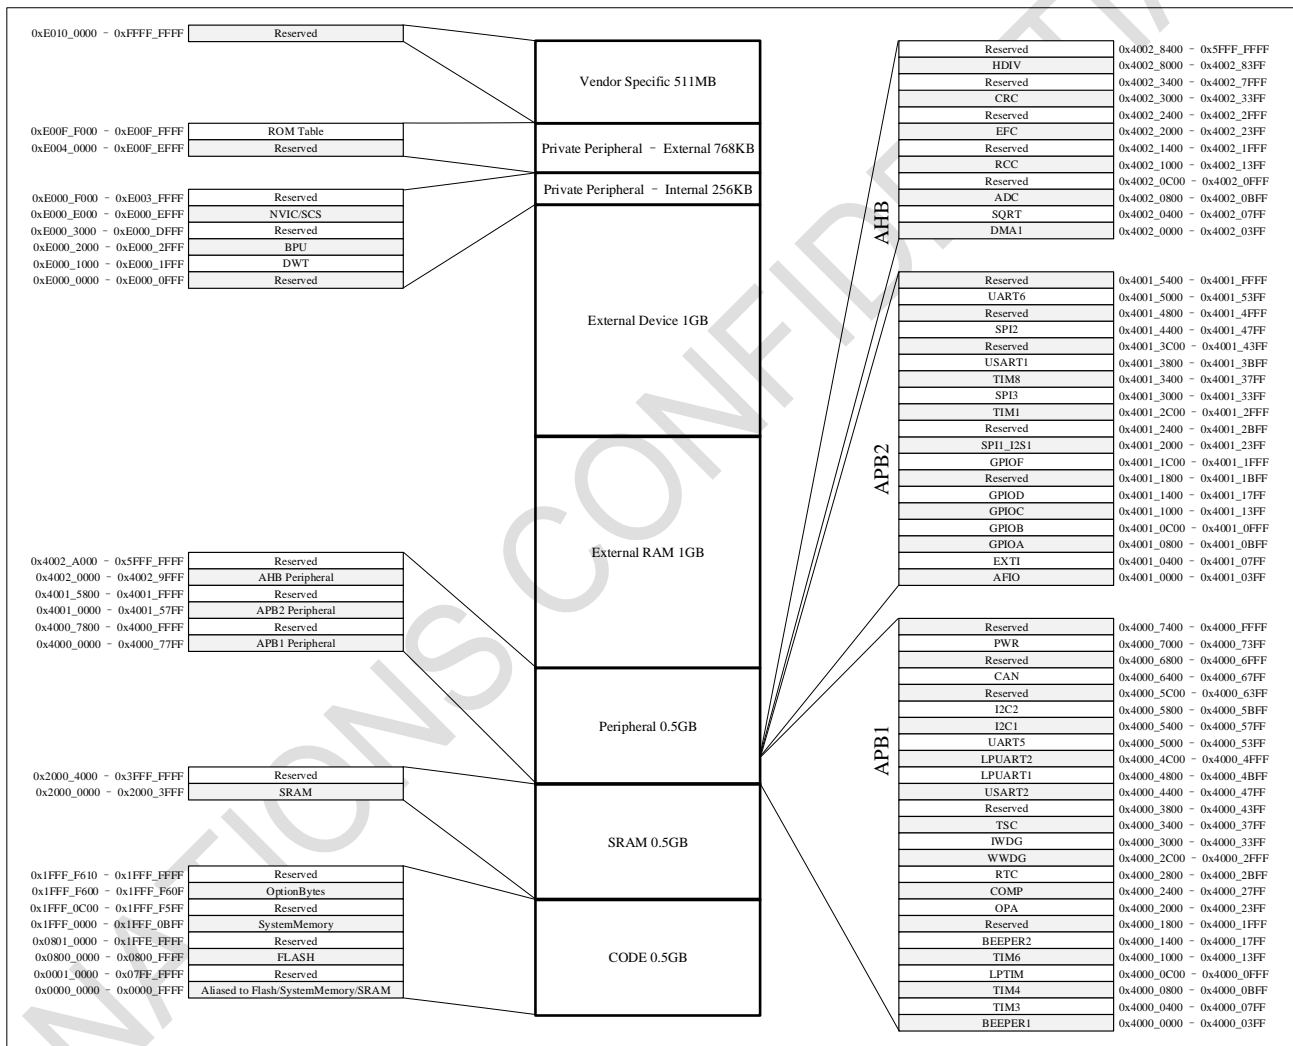 0xE010_0000 - 0xFFFF_FFFF Reserved
0xE00F_F000 - 0xE00F_FFFF ROM Table
0xE004_0000 - 0xE00F_EFFF Reserved
0xE000_F000 - 0xE003_FFFF Reserved
0xE000_E000 - 0xE000_EFFF NVIC/SCS
0xE000_3000 - 0xE000_DFFF Reserved
0xE000_2000 - 0xE000_2FFF BPU
0xE000_1000 - 0xE000_1FFF DWT
0xE000_0000 - 0xE000_0FFF Reserved
0x4002_A000 - 0x5FFF_FFFF Reserved
0x4002_0000 - 0x4002_9FFF AHB Peripheral
0x4001_5800 - 0x4001_FFFF Reserved
0x4001_0000 - 0x4001_57FF APB2 Peripheral
0x4000_7800 - 0x4000_FFFF Reserved
0x4000_0000 - 0x4000_77FF APB1 Peripheral
0x2000_4000 - 0x3FFF_FFFF Reserved
0x2000_0000 - 0x2000_3FFF SRAM
0x1FFF_F610 - 0x1FFF_FFFF Reserved
0x1FFF_F600 - 0x1FFF_F60F OptionBytes
0x1FFF_0C00 - 0x1FFF_F5FF Reserved
0x1FFF_0000 - 0x1FFF_0BFF SystemMemory
0x0801_0000 - 0x1FFE_FFFF Reserved
0x0800_0000 - 0x0800_FFFF FLASH
0x0001_0000 - 0x07FF_FFFF Reserved
0x0000_0000 - 0x0000_FFFF Aliased to Flash/SystemMemory/SRAM
Vendor Specific 511MB
Private Peripheral - External 768KB
Private Peripheral - Internal 256KB
External Device 1GB
External RAM 1GB
Peripheral 0.5GB
SRAM 0.5GB
CODE 0.5GB
AHB
Reserved 0x4002_8400 - 0x5FFF_FFFF
HDIV 0x4002_8000 - 0x4002_83FF
Reserved 0x4002_3400 - 0x4002_7FFF
CRC 0x4002_3000 - 0x4002_33FF
Reserved 0x4002_2400 - 0x4002_2FFF
EFC 0x4002_2000 - 0x4002_23FF
Reserved 0x4002_1400 - 0x4002_1FFF
RCC 0x4002_1000 - 0x4002_13FF
Reserved 0x4002_0C00 - 0x4002_0FFF
ADC 0x4002_0800 - 0x4002_0BFF
SQRT 0x4002_0400 - 0x4002_07FF
DMA1 0x4002_0000 - 0x4002_03FF
APB2
Reserved 0x4001_5400 - 0x4001_FFFF
UART6 0x4001_5000 - 0x4001_53FF
Reserved 0x4001_4800 - 0x4001_4FFF
SPI2 0x4001_4400 - 0x4001_47FF
Reserved 0x4001_3C00 - 0x4001_43FF
USART1 0x4001_3800 - 0x4001_3BFF
TIM8 0x4001_3400 - 0x4001_37FF
SPI3 0x4001_3000 - 0x4001_33FF
TIM1 0x4001_2C00 - 0x4001_2FFF
Reserved 0x4001_2400 - 0x4001_2BFF
SPI1_I2S1 0x4001_2000 - 0x4001_23FF
GPIOF 0x4001_1C00 - 0x4001_1FFF
Reserved 0x4001_1800 - 0x4001_1BFF
GPIOD 0x4001_1400 - 0x4001_17FF
GPIOC 0x4001_1000 - 0x4001_13FF
GPIOB 0x4001_0C00 - 0x4001_0FFF
GPIOA 0x4001_0800 - 0x4001_0BFF
EXTI 0x4001_0400 - 0x4001_07FF
AFIO 0x4001_0000 - 0x4001_03FF
APB1
Reserved 0x4000_7400 - 0x4000_FFFF
PWR 0x4000_7000 - 0x4000_73FF
Reserved 0x4000_6800 - 0x4000_6FFF
CAN 0x4000_6400 - 0x4000_67FF
Reserved 0x4000_5C00 - 0x4000_63FF
I2C2 0x4000_5800 - 0x4000_5BFF
I2C1 0x4000_5400 - 0x4000_57FF
UART5 0x4000_5000 - 0x4000_53FF
LPUART2 0x4000_4C00 - 0x4000_4FFF
LPUART1 0x4000_4800 - 0x4000_4BFF
USART2 0x4000_4400 - 0x4000_47FF
Reserved 0x4000_3800 - 0x4000_43FF
TSC 0x4000_3400 - 0x4000_37FF
IWDG 0x4000_3000 - 0x4000_33FF
WWDG 0x4000_2C00 - 0x4000_2FFF
RTC 0x4000_2800 - 0x4000_2BFF
COMP 0x4000_2400 - 0x4000_27FF
OPA 0x4000_2000 - 0x4000_23FF
Reserved 0x4000_1800 - 0x4000_1FFF
BEEPER2 0x4000_1400 - 0x4000_17FF
TIM6 0x4000_1000 - 0x4000_13FF
LPTIM 0x4000_0C00 - 0x4000_0FFF
TIM4 0x4000_0800 - 0x4000_0BFF
TIM3 0x4000_0400 - 0x4000_07FF
BEEPER1 0x4000_0000 - 0x4000_03FF
NATIONS CONFIDENTIA